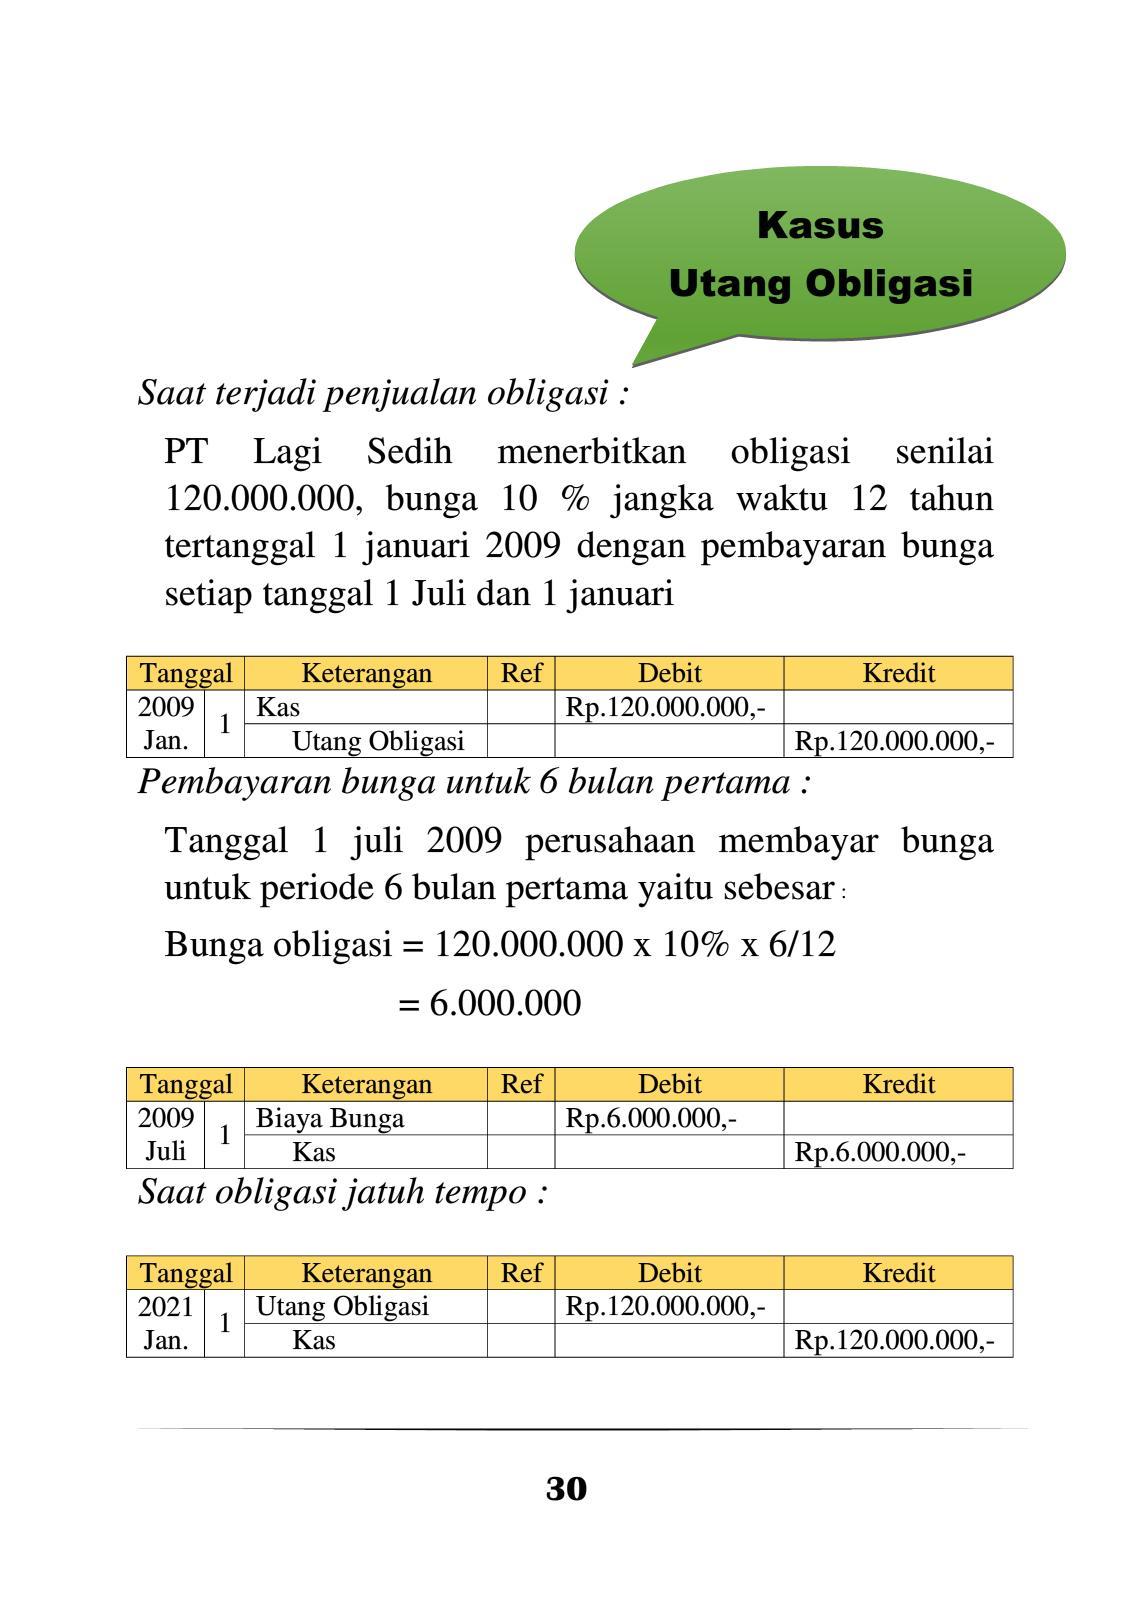 Kasus
Utang Obligasi
Saat terjadi penjualan obligasi :
PT Lagi Sedih menerbitkan obligasi senilai
120.000.000, bunga 10 % jangka waktu 12 tahun
tertanggal 1 januari 2009 dengan pembayaran bunga
setiap tanggal 1 Juli dan 1 januari
Tanggal Keterangan Ref Debit Kredit
2009 Jan. 1 Kas Rp.120.000.000,-
Utang Obligasi Rp.120.000.000,-
Pembayaran bunga untuk 6 bulan pertama :
Tanggal 1 juli 2009 perusahaan membayar bunga
untuk periode 6 bulan pertama yaitu sebesar :
Bunga obligasi = 120.000.000 x 10% x 6/12
= 6.000.000
Tanggal Keterangan Ref Debit Kredit
2009 Juli 1 Biaya Bunga Rp.6.000.000,-
Kas Rp.6.000.000,-
Saat obligasi jatuh tempo :
Tanggal Keterangan Ref Debit Kredit
2021 Jan. 1 Utang Obligasi Rp.120.000.000,-
Kas Rp.120.000.000,-
30